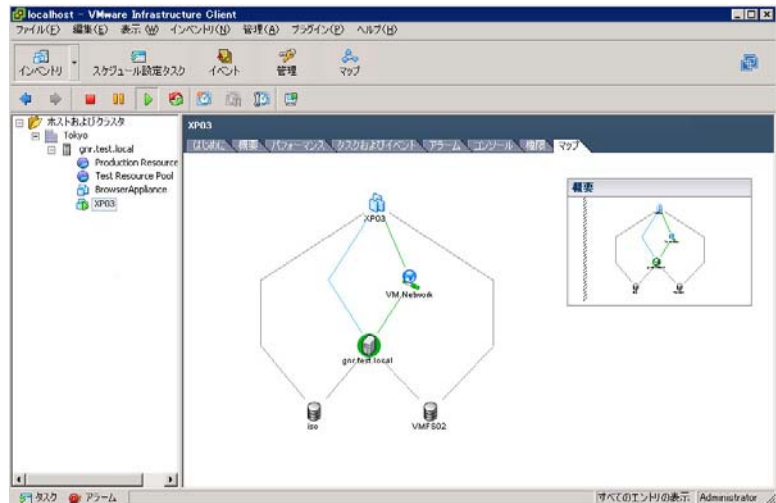 localhost - VMware Infrastructure Client
ファイル(F) 編集(E) 表示(W) インベントリ(N) 管理(A) プラグイン(P) ヘルプ(H)
インベントリ スケジュール設定タスク イベント 管理 マップ
ホストおよびクラスタ
Tokyo
gnr.test.local
Production Resource
Test Resource Pool
BrowserAppliance
XP03
XP03
はじめに 概要 パフォーマンス タスクおよびイベント アラーム コンソール 権限 マップ
XP03
VM Network
gnr.test.local
iso
VMFS02
概要
タスク アラーム
すべてのエントリの表示 Administrator